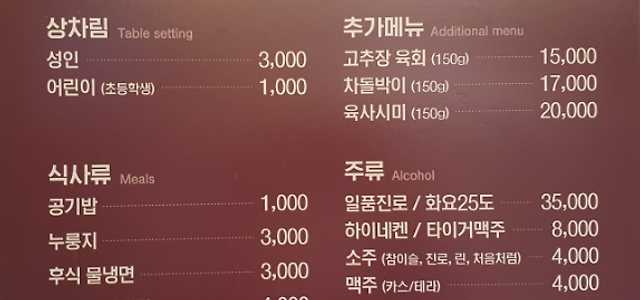 상차림 Table setting
성인 3,000
어린이 (초등학생) 1,000
추가메뉴 Additional menu
고추장 육회 (150g) 15,000
차돌박이 (150g) 17,000
육사시미 (150g) 20,000
식사류 Meals
공기밥 1,000
누룽지 3,000
후식 물냉면 3,000
주류 Alcohol
일품진로 / 화요25도 35,000
하이네켄 / 타이거맥주 8,000
소주 (참이슬, 진로, 린, 처음처럼) 4,000
맥주 (카스/테라) 4,000